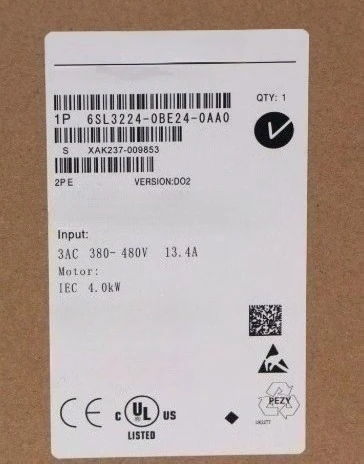 QTY: 1
1P 6SL3224-0BE24-0AA0
S XAK237-009853
2P E VERSION:D02
Input:
3AC 380- 480V 13.4A
Motor:
IEC 4.0kW
CE
C UL US
LISTED
PEZY